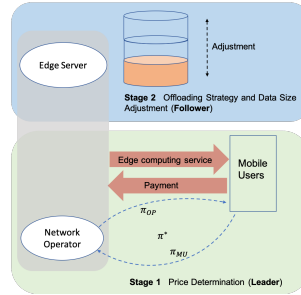 Adjustment
Edge Server
Stage 2 Offloading Strategy and Data Size
Adjustment (Follower)
Edge computing service
Mobile
Users
Payment
π_OP
Network
Operator
π*
π_MU
Stage 1 Price Determination (Leader)